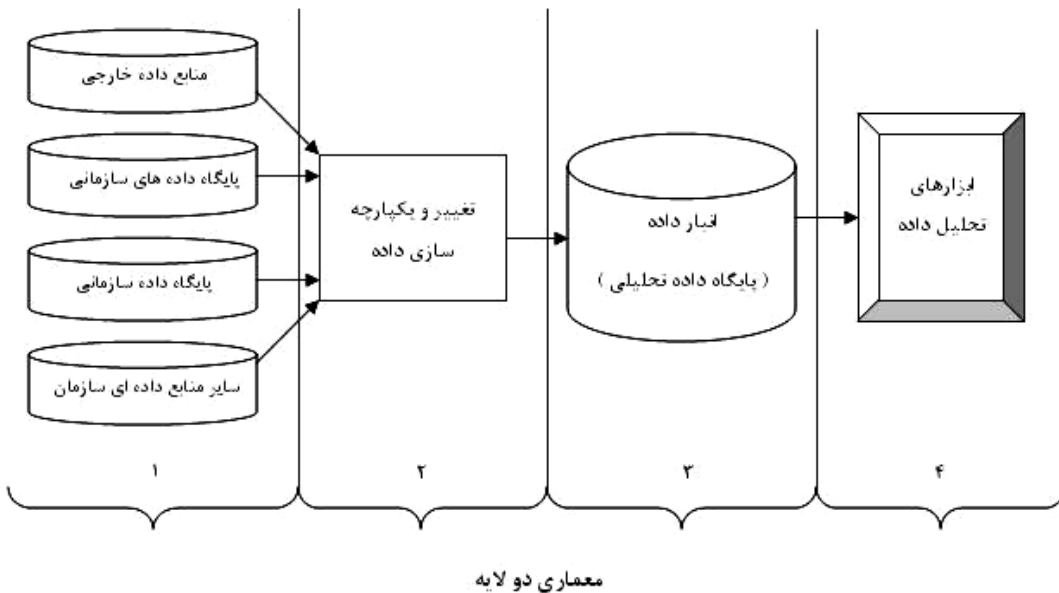 منابع داده خارجی
پایگاه داده های سازمانی
پایگاه داده سازمانی
سایر منابع داده ای سازمان
تغییر و یکپارچه
سازی داده
انبار داده
( پایگاه داده تحلیلی )
ابزارهای
تحلیل داده
۱
۲
۳
۴
معماری دو لایه